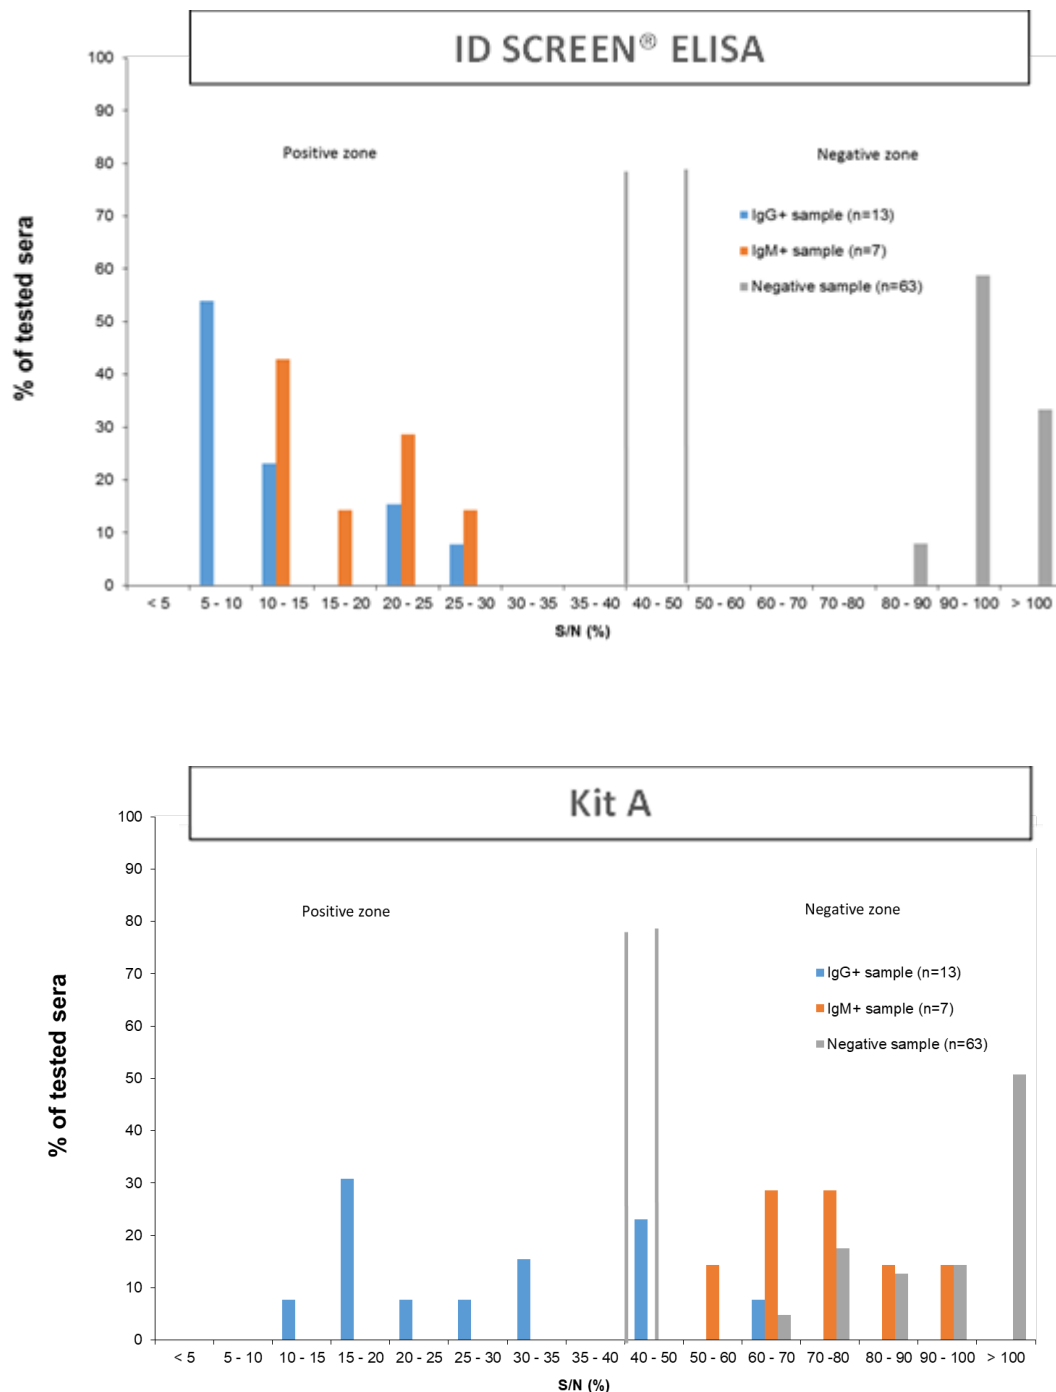 ID SCREEN® ELISA
100
90
80
70
60
50
40
30
20
10
0
% of tested sera
Positive zone
Negative zone
IgG+ sample (n=13)
IgM+ sample (n=7)
Negative sample (n=63)
< 5 5 - 10 10 - 15 15 - 20 20 - 25 25 - 30 30 - 35 35 - 40 40 - 50 50 - 60 60 - 70 70 -80 80 - 90 90 - 100 > 100
S/N (%)
Kit A
100
90
80
70
60
50
40
30
20
10
0
% of tested sera
Positive zone
Negative zone
IgG+ sample (n=13)
IgM+ sample (n=7)
Negative sample (n=63)
< 5 5 - 10 10 - 15 15 - 20 20 - 25 25 - 30 30 - 35 35 - 40 40 - 50 50 - 60 60 - 70 70 -80 80 - 90 90 - 100 > 100
S/N (%)